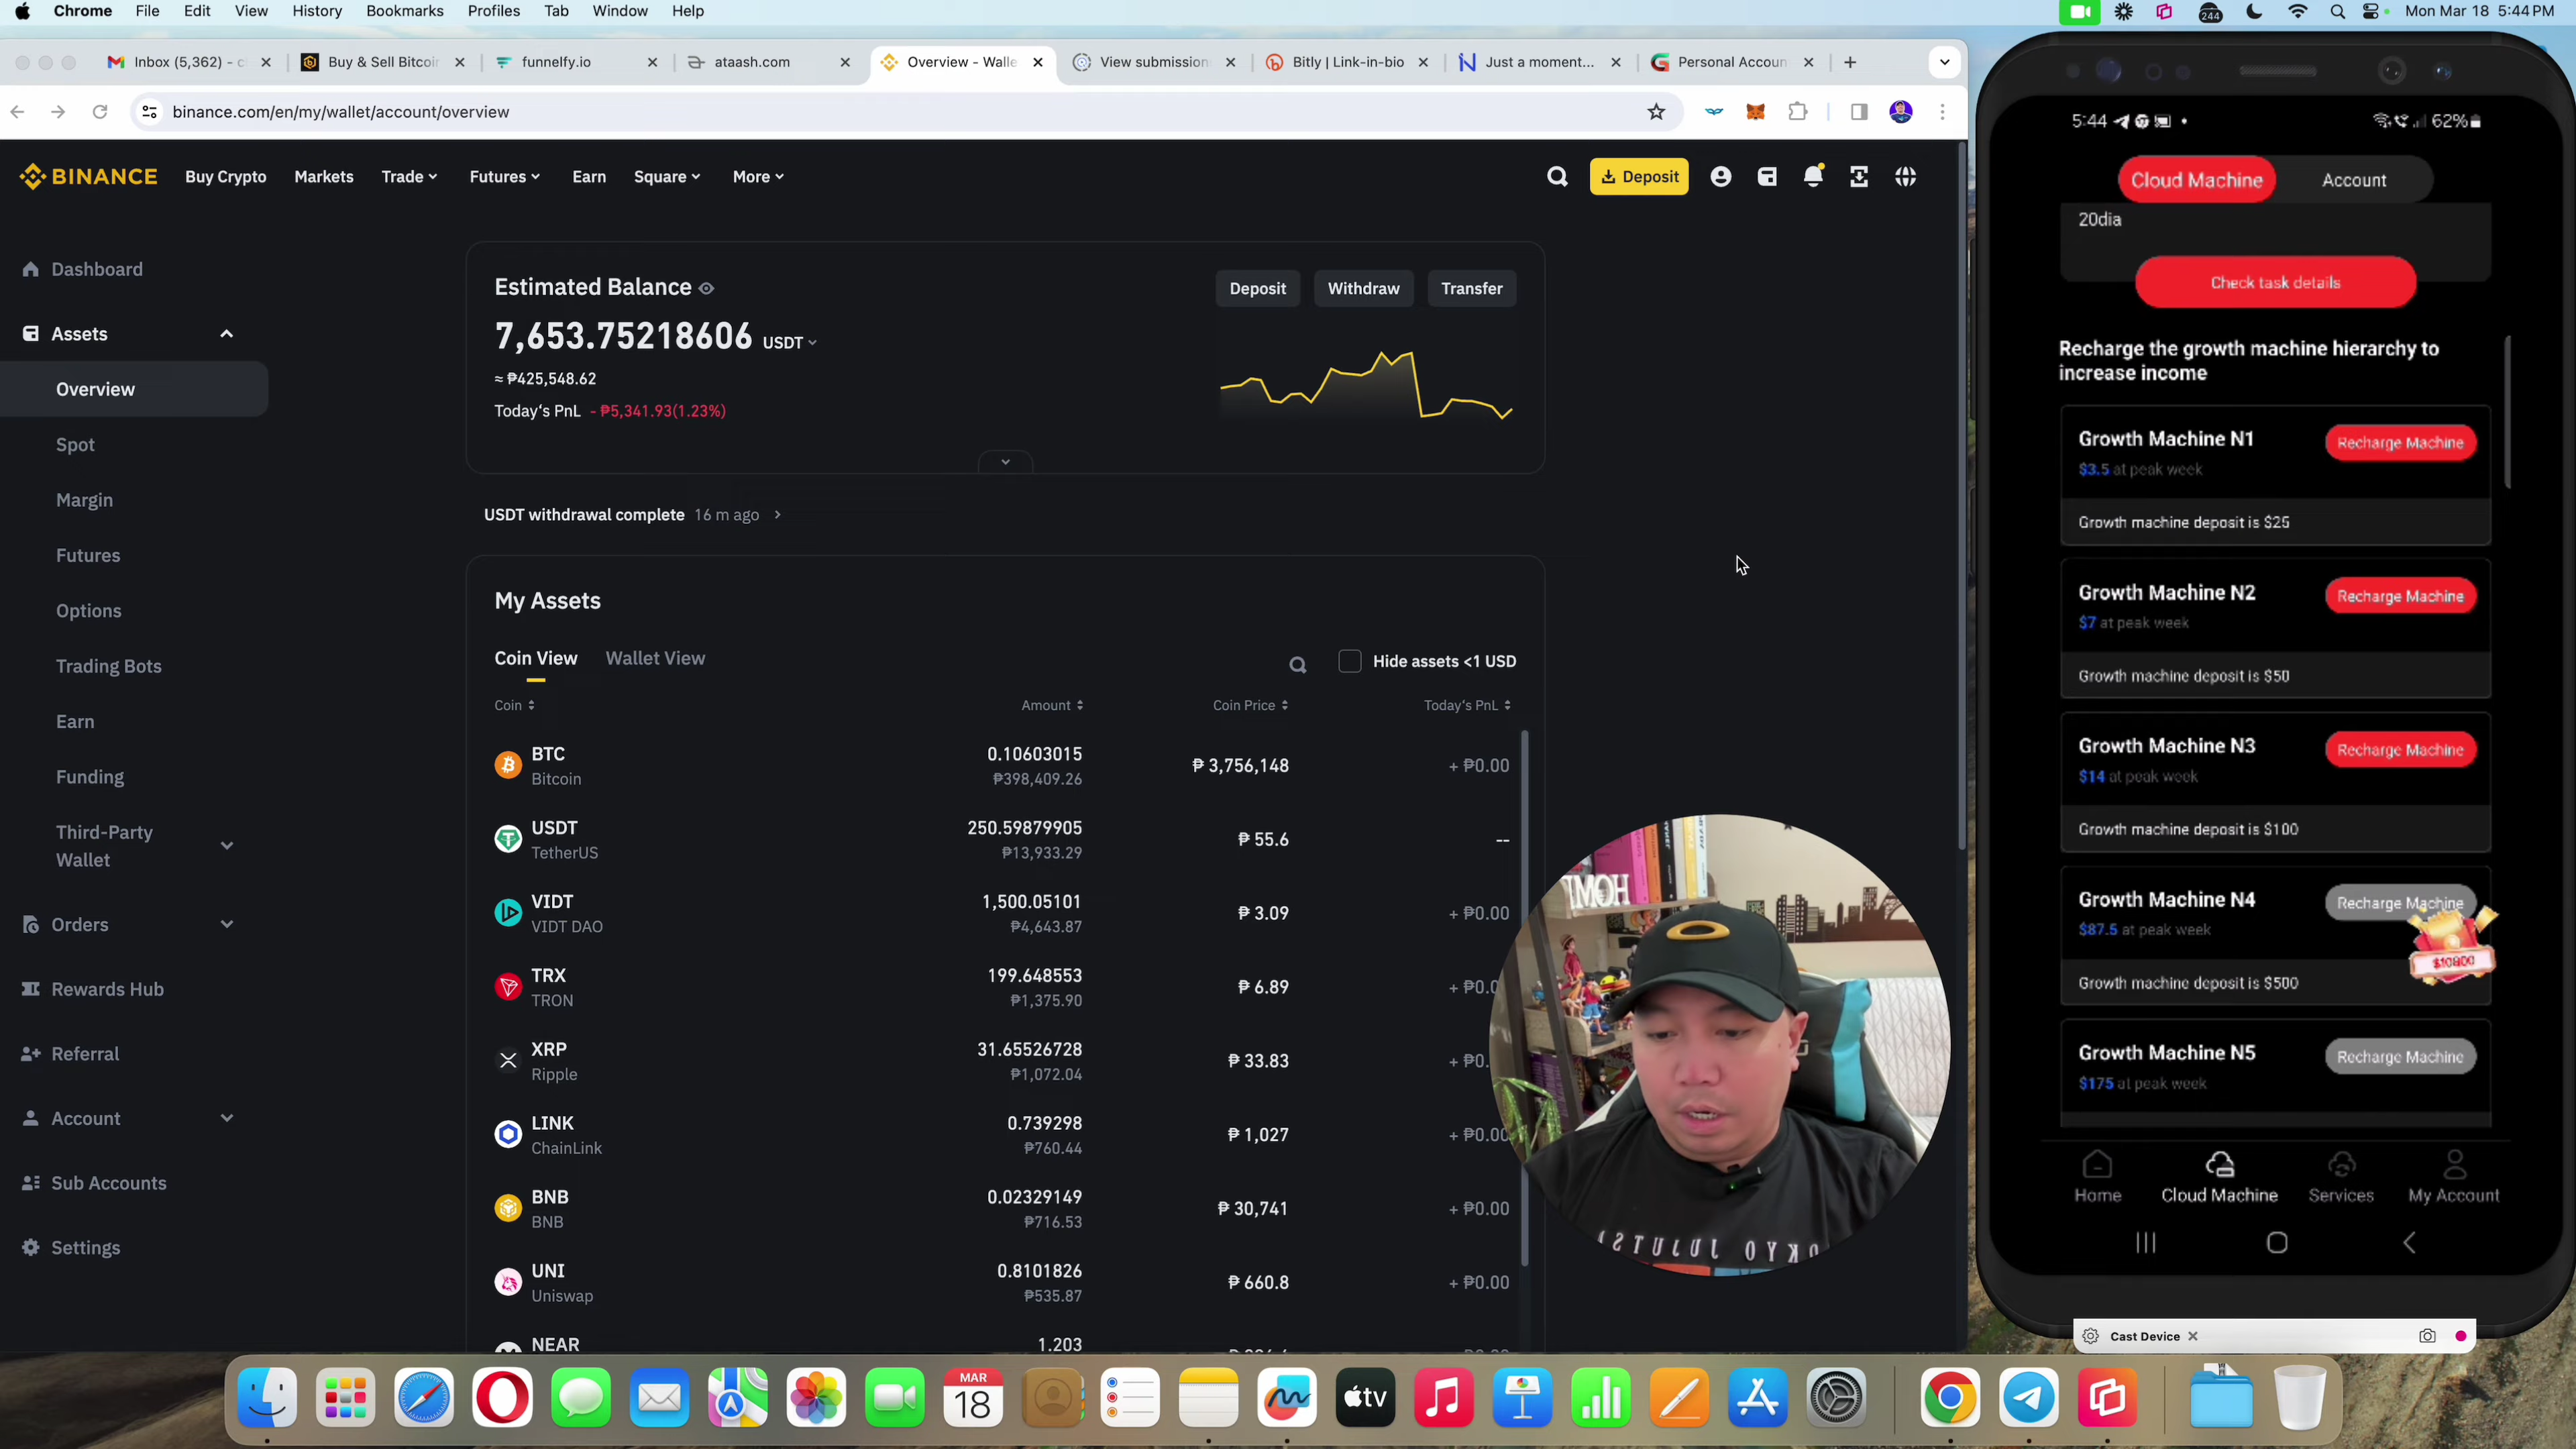 Chrome File Edit View History Bookmarks Profiles Tab Window Help
244 Mon Mar 18 5:44 PM
Inbox (5,362) - c Buy & Sell Bitcoin funnelfy.io ataash.com Overview - Walle View submission Bitly | Link-in-bio Just a moment... Personal Accoun
binance.com/en/my/wallet/account/overview
BINANCE Buy Crypto Markets Trade Futures Earn Square More Deposit
Dashboard
Assets
Overview
Spot
Margin
Futures
Options
Trading Bots
Earn
Funding
Third-Party
Wallet
Orders
Rewards Hub
Referral
Account
Sub Accounts
Settings
Estimated Balance Deposit Withdraw Transfer
7,653.75218606 USDT
≈ ₱425,548.62
Today's PnL - ₱5,341.93(1.23%)
USDT withdrawal complete 16 m ago
My Assets
Coin View Wallet View Hide assets <1 USD
Coin Amount Coin Price Today's PnL
BTC 0.10603015
Bitcoin ₱398,409.26 ₱ 3,756,148 + ₱0.00
USDT 250.59879905
TetherUS ₱13,933.29 ₱ 55.6 --
VIDT 1,500.05101
VIDT DAO ₱4,643.87 ₱ 3.09 + ₱0.00
TRX 199.648553
TRON ₱1,375.90 ₱ 6.89 + ₱0.0
XRP 31.65526728
Ripple ₱1,072.04 ₱ 33.83 + ₱0.
LINK 0.739298
ChainLink ₱760.44 ₱ 1,027 + ₱0.00
BNB 0.02329149
BNB ₱716.53 ₱ 30,741 + ₱0.00
UNI 0.8101826
Uniswap ₱535.87 ₱ 660.8 + ₱0.00
NEAR 1.203
5:44 62%
Cloud Machine Account
20dia
Check task details
Recharge the growth machine hierarchy to
increase income
Growth Machine N1 Recharge Machine
$3.5 at peak week
Growth machine deposit is $25
Growth Machine N2 Recharge Machine
$7 at peak week
Growth machine deposit is $50
Growth Machine N3 Recharge Machine
$14 at peak week
Growth machine deposit is $100
Growth Machine N4 Recharge Machine
$87.5 at peak week
$10800
Growth machine deposit is $500
Growth Machine N5 Recharge Machine
$175 at peak week
Home Cloud Machine Services My Account
Cast Device
MAR
18
tv